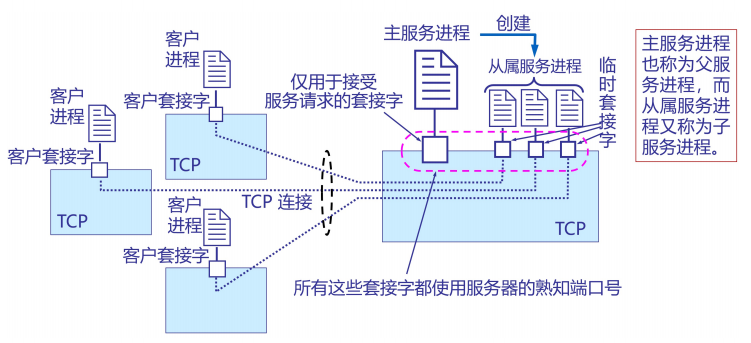 客户
进程
客户套接字
TCP
客户
进程
客户套接字
TCP
客户
进程
客户套接字
TCP 连接
主服务进程
创建
仅用于接受
服务请求的套接字
从属服务进程
临时套接字
TCP
所有这些套接字都使用服务器的熟知端口号
主服务进程
也称为父服
务进程，而
从属服务进
程又称为子
服务进程。